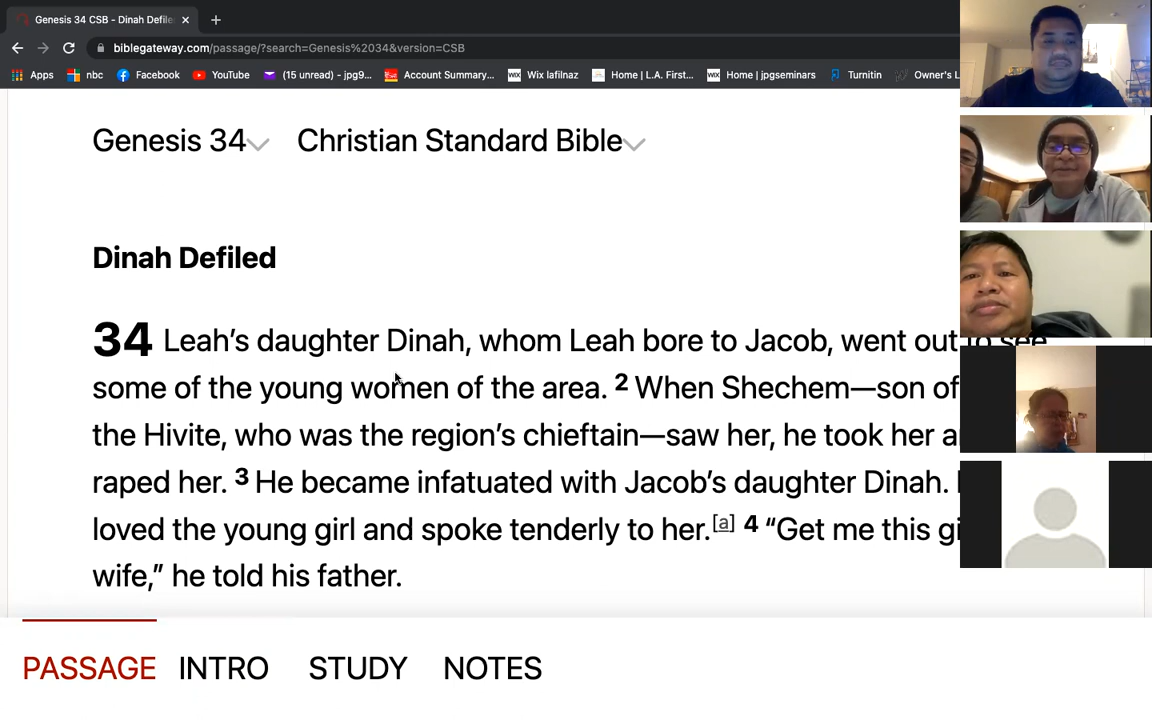 Genesis 34 CSB - Dinah Defile
biblegateway.com/passage/?search=Genesis%2034&version=CSB
Apps nbc Facebook YouTube (15 unread) - jpg9... Account Summary... Wix lafilnaz Home | L.A. First... Home | jpgseminars Turnitin Owner's L
Genesis 34 Christian Standard Bible
Dinah Defiled
34 Leah’s daughter Dinah, whom Leah bore to Jacob, went out to see
some of the young women of the area. 2 When Shechem—son of
the Hivite, who was the region’s chieftain—saw her, he took her a
raped her. 3 He became infatuated with Jacob’s daughter Dinah.
loved the young girl and spoke tenderly to her.[a] 4 “Get me this gi
wife,” he told his father.
PASSAGE INTRO STUDY NOTES